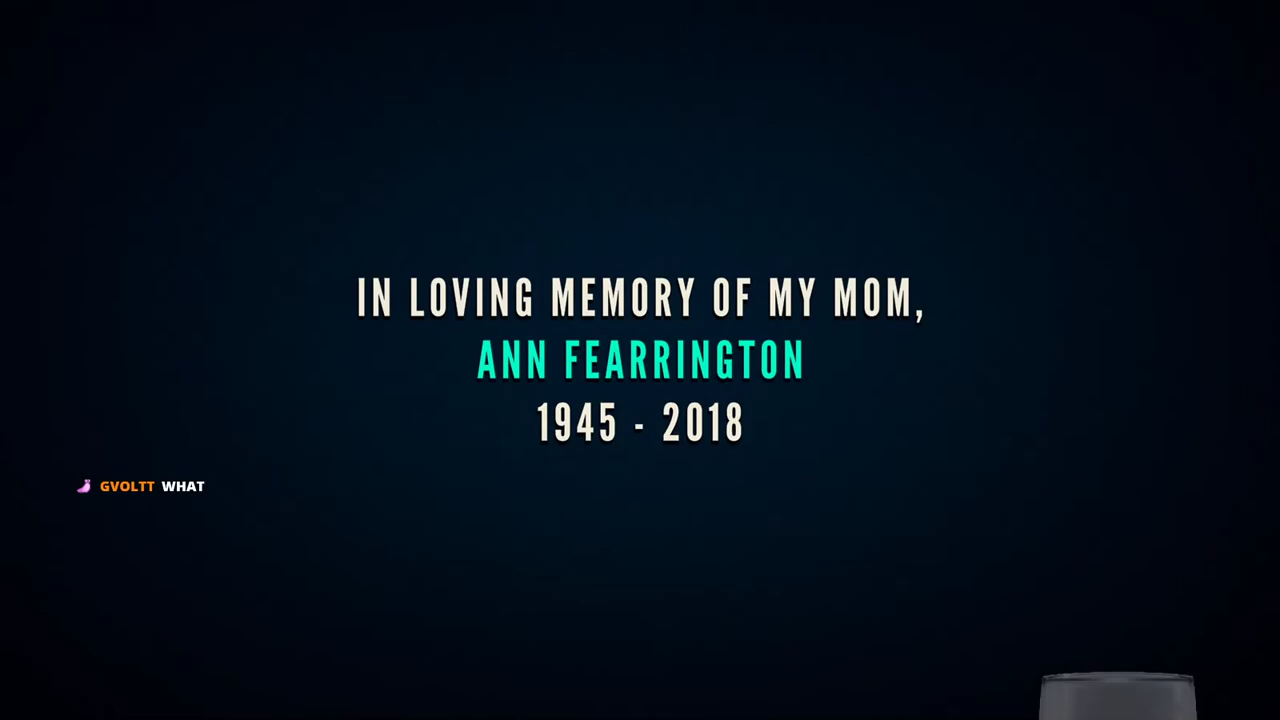 IN LOVING MEMORY OF MY MOM,
ANN FEARRINGTON
1945 - 2018
GVOLTT WHAT